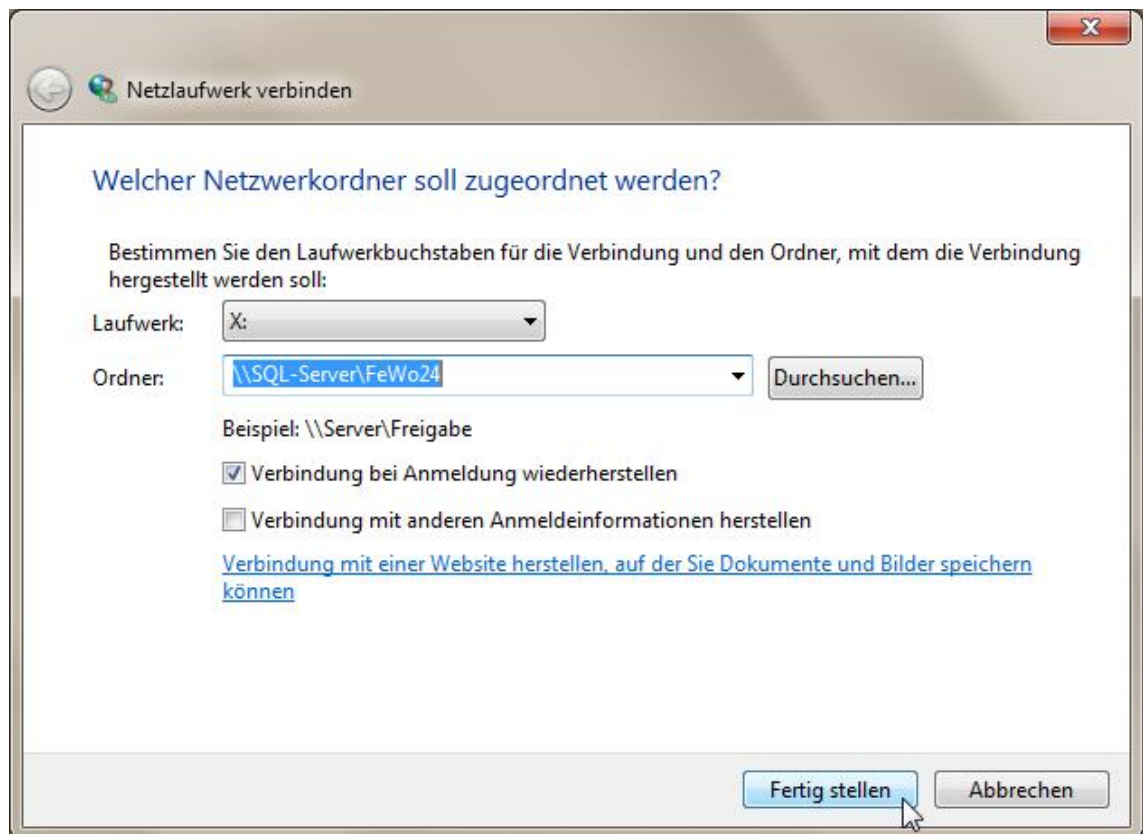 Netzlaufwerk verbinden
Welcher Netzwerkordner soll zugeordnet werden?
Bestimmen Sie den Laufwerkbuchstaben für die Verbindung und den Ordner, mit dem die Verbindung
hergestellt werden soll:
Laufwerk: X:
Ordner: \\SQL-Server\FeWo24 Durchsuchen...
Beispiel: \\Server\Freigabe
Verbindung bei Anmeldung wiederherstellen
Verbindung mit anderen Anmeldeinformationen herstellen
Verbindung mit einer Website herstellen, auf der Sie Dokumente und Bilder speichern
können
Fertig stellen Abbrechen